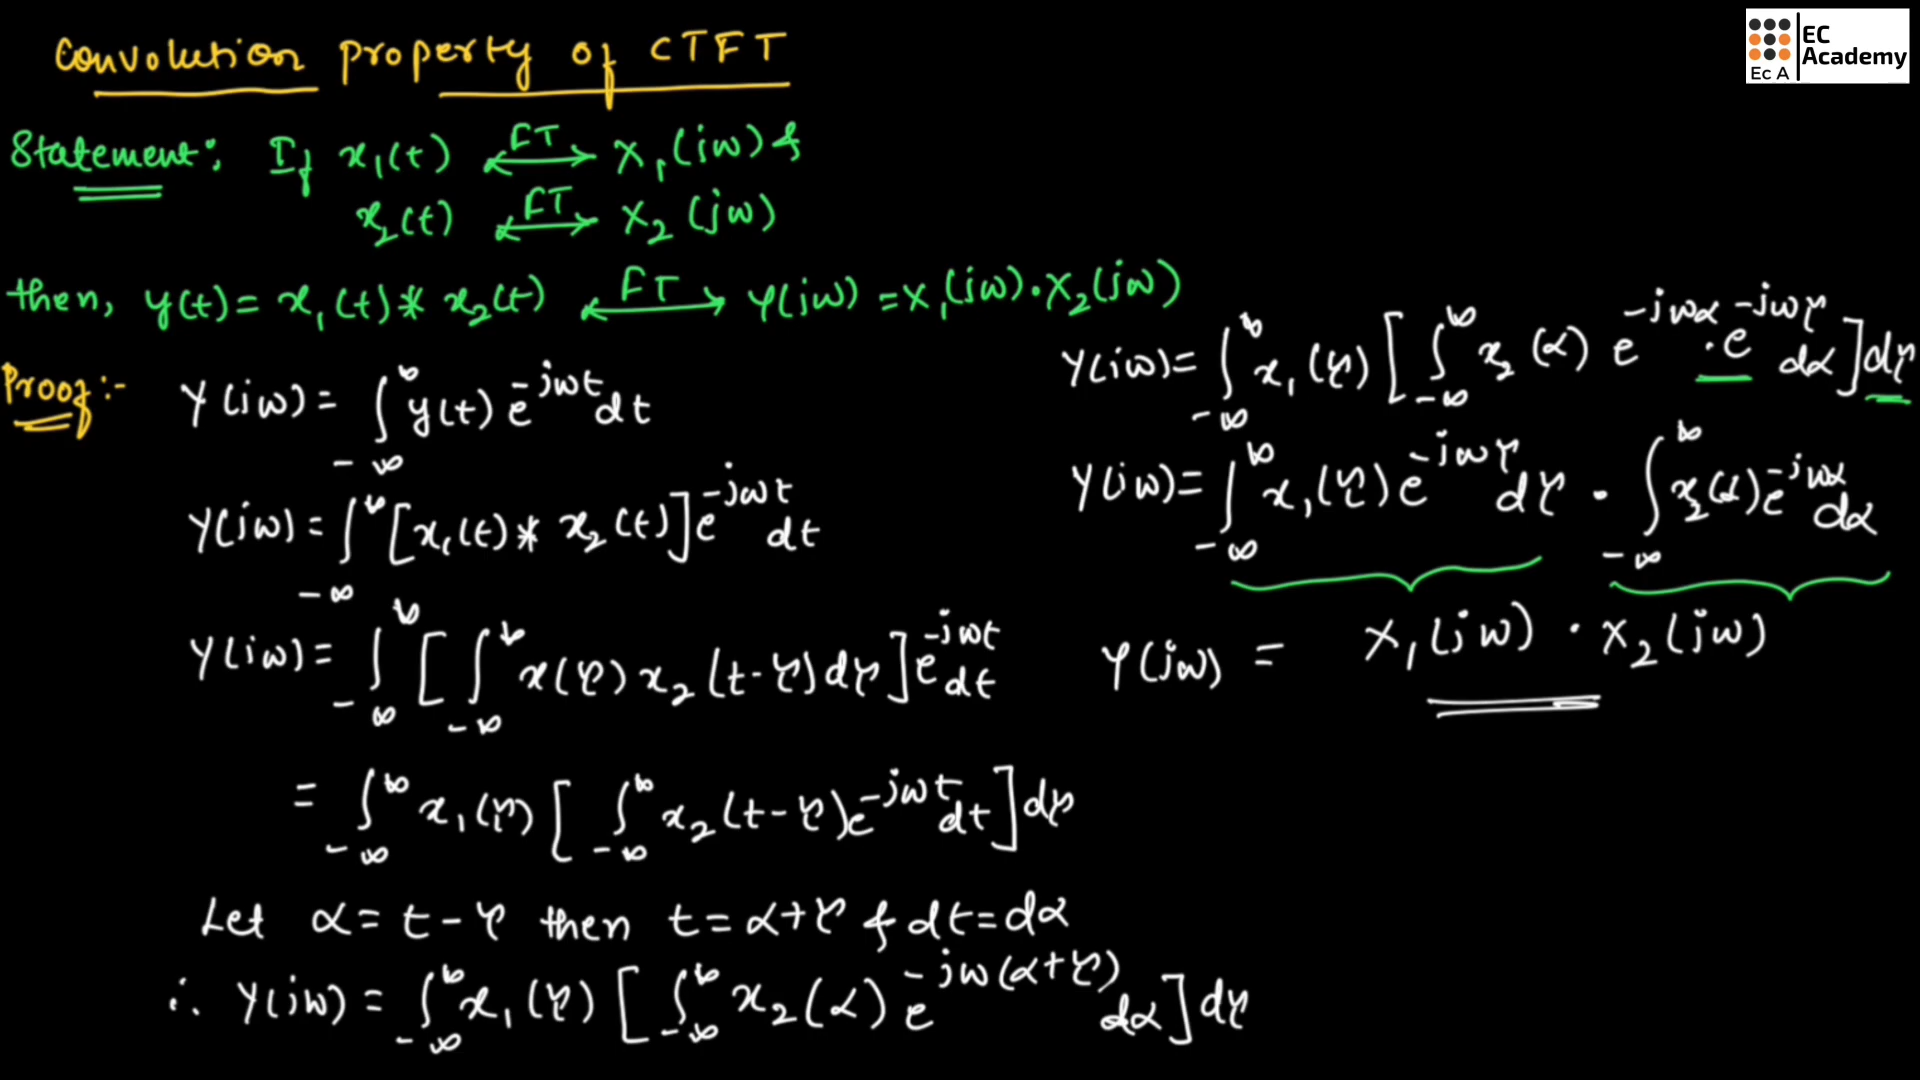 Convolution property of CTFT
EC
Academy
Ec A
Statement: If x₁(t) <-FT-> X₁(jω) &
x₂(t) <-FT-> X₂(jω)
then, y(t) = x₁(t) * x₂(t) <-FT-> Y(jω) = X₁(jω)·X₂(jω)
Proof:- Y(jω) = ∫_{-∞}^{∞} y(t) e^{-jωt} dt
Y(jω) = ∫_{-∞}^{∞} [x₁(t) * x₂(t)] e^{-jωt} dt
Y(jω) = ∫_{-∞}^{∞} [∫_{-∞}^{∞} x(τ) x₂(t-τ) dτ] e^{-jωt} dt
= ∫_{-∞}^{∞} x₁(τ) [∫_{-∞}^{∞} x₂(t-τ) e^{-jωt} dt] dτ
Let α = t-τ then t = α+τ & dt = dα
∴ Y(jω) = ∫_{-∞}^{∞} x₁(τ) [∫_{-∞}^{∞} x₂(α) e^{-jω(α+τ)} dα] dτ
Y(jω) = ∫_{-∞}^{∞} x₁(τ) [∫_{-∞}^{∞} x₂(α) e^{-jωα}·e^{-jωτ} dα] dτ
Y(jω) = ∫_{-∞}^{∞} x₁(τ) e^{-jωτ} dτ · ∫_{-∞}^{∞} x₂(α) e^{-jωα} dα
Y(jω) = X₁(jω) · X₂(jω)